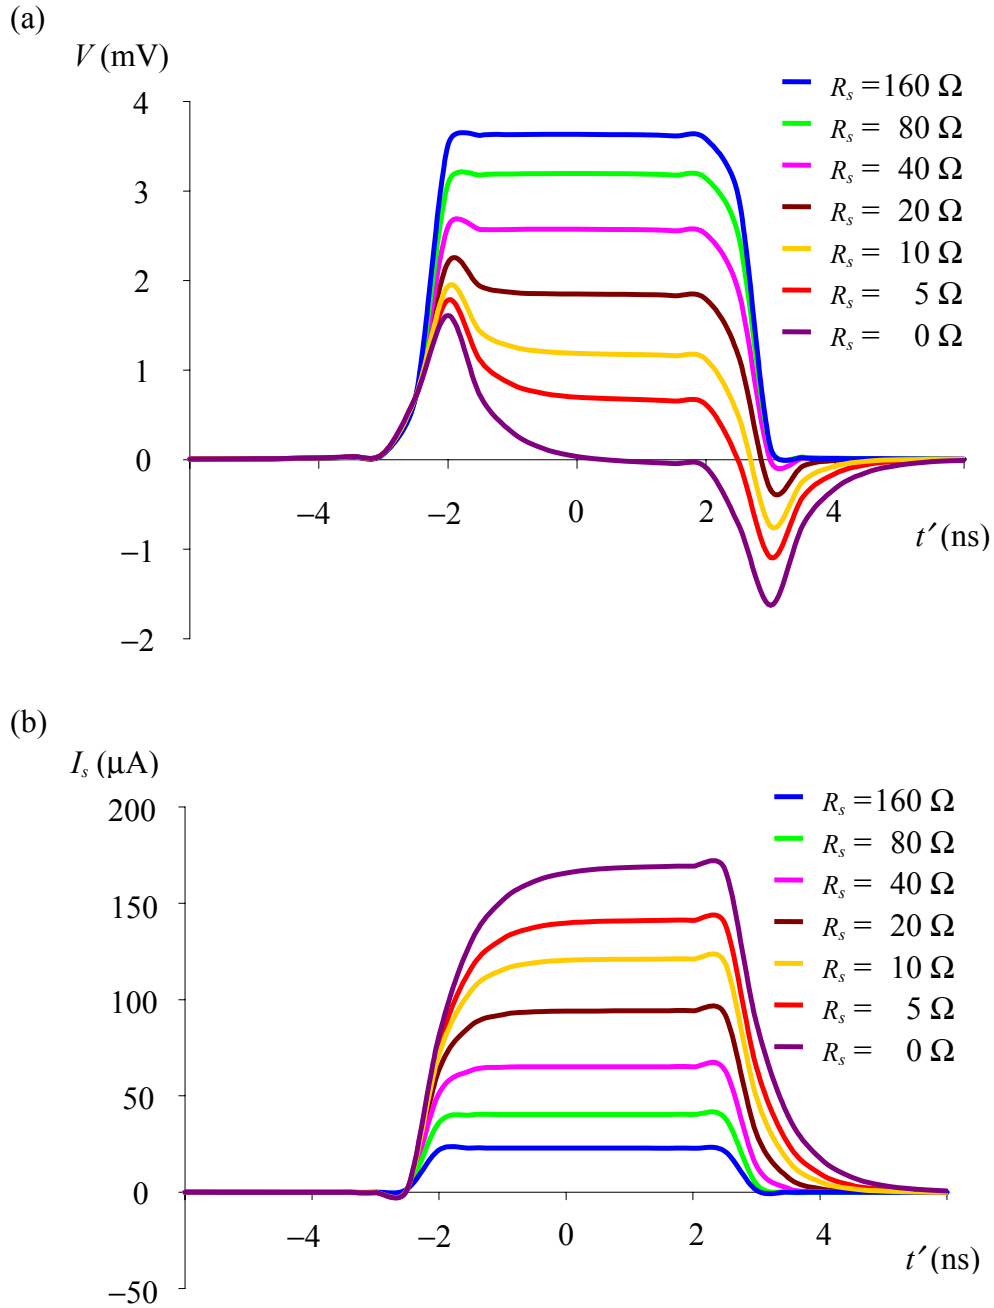 (a)
V (mV)
R_s = 160 Ω
R_s = 80 Ω
R_s = 40 Ω
R_s = 20 Ω
R_s = 10 Ω
R_s = 5 Ω
R_s = 0 Ω
4
3
2
1
0
−1
−2
−4
−2
0
2
4
t′ (ns)
(b)
I_s (μA)
R_s = 160 Ω
R_s = 80 Ω
R_s = 40 Ω
R_s = 20 Ω
R_s = 10 Ω
R_s = 5 Ω
R_s = 0 Ω
200
150
100
50
0
−50
−4
−2
0
2
4
t′ (ns)